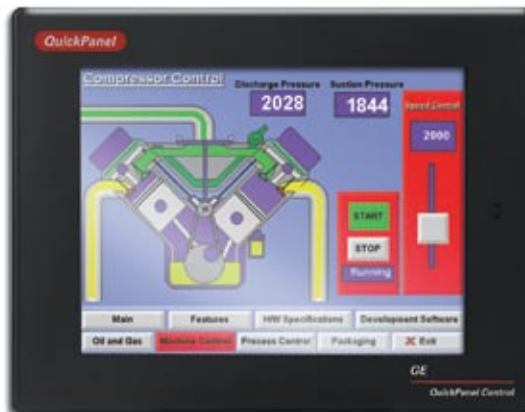 QuickPanel
Compressor Control
Discharge Pressure Suction Pressure
2028 1844
Speed Control
2000
START
STOP
Running
Main Features H/W Specifications Development Software
Oil and Gas Machine Control Process Control Packaging X Exit
GE
QuickPanel Control